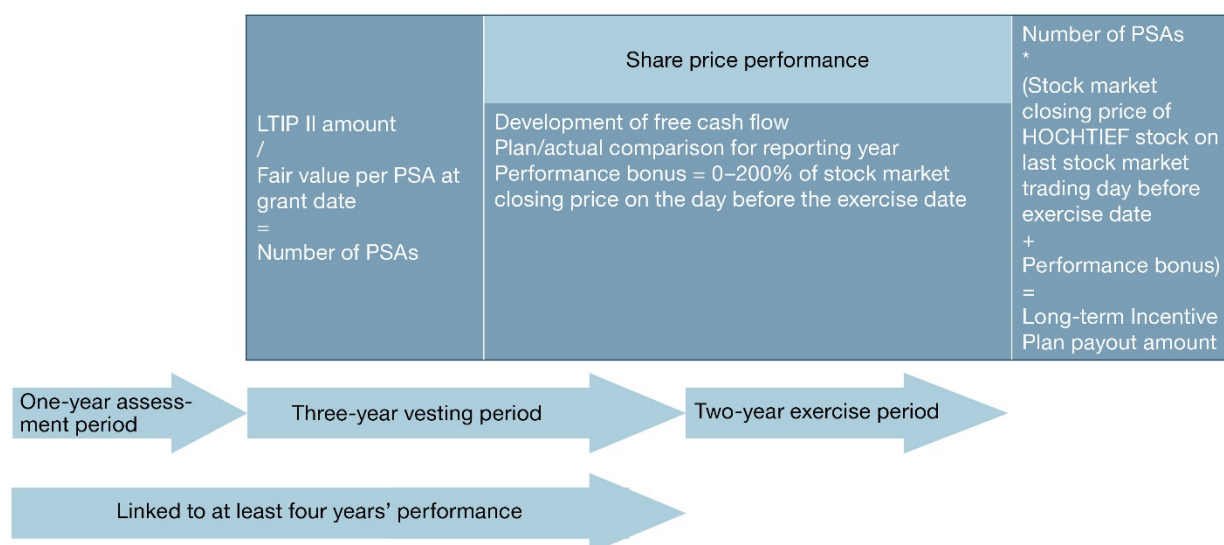 LTIP II amount
/
Fair value per PSA at
grant date
=
Number of PSAs
Share price performance
Development of free cash flow
Plan/actual comparison for reporting year
Performance bonus = 0–200% of stock market
closing price on the day before the exercise date
Number of PSAs
*
(Stock market
closing price of
HOCHTIEF stock on
last stock market
trading day before
exercise date
+
Performance bonus)
=
Long-term Incentive
Plan payout amount
One-year assess-
ment period
Three-year vesting period
Two-year exercise period
Linked to at least four years’ performance